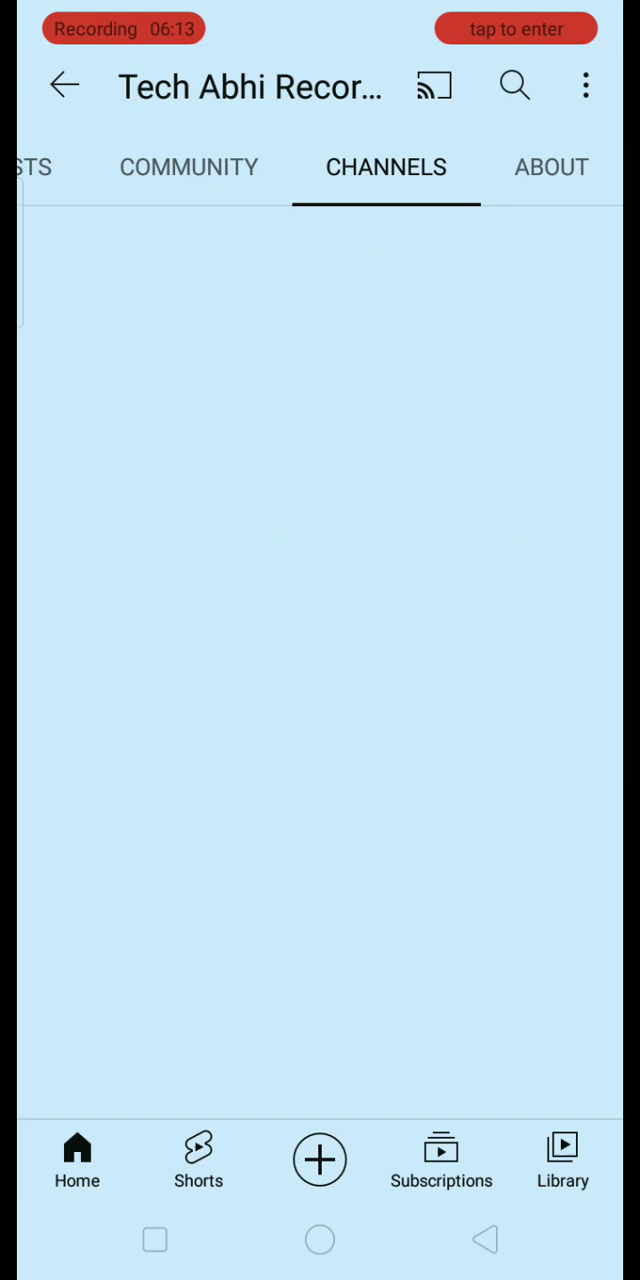 Recording 06:13 tap to enter
Tech Abhi Recor...
STS COMMUNITY CHANNELS ABOUT
Home Shorts Subscriptions Library